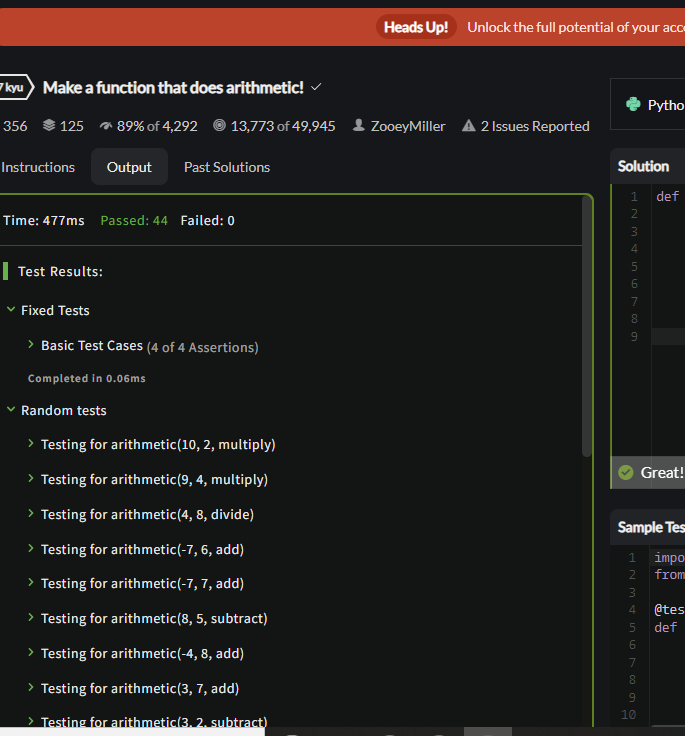 Heads Up! Unlock the full potential of your acc
7 kyu Make a function that does arithmetic!
356 125 89% of 4,292 13,773 of 49,945 ZooeyMiller 2 Issues Reported
Instructions Output Past Solutions
Time: 477ms Passed: 44 Failed: 0
Test Results:
Fixed Tests
Basic Test Cases (4 of 4 Assertions)
Completed in 0.06ms
Random tests
Testing for arithmetic(10, 2, multiply)
Testing for arithmetic(9, 4, multiply)
Testing for arithmetic(4, 8, divide)
Testing for arithmetic(-7, 6, add)
Testing for arithmetic(-7, 7, add)
Testing for arithmetic(8, 5, subtract)
Testing for arithmetic(-4, 8, add)
Testing for arithmetic(3, 7, add)
Testing for arithmetic(3, 2, subtract)
Pytho
Solution
1 def
2
3
4
5
6
7
8
9
Great!
Sample Tes
1 impo
2 from
3
4 @tes
5 def
6
7
8
9
10